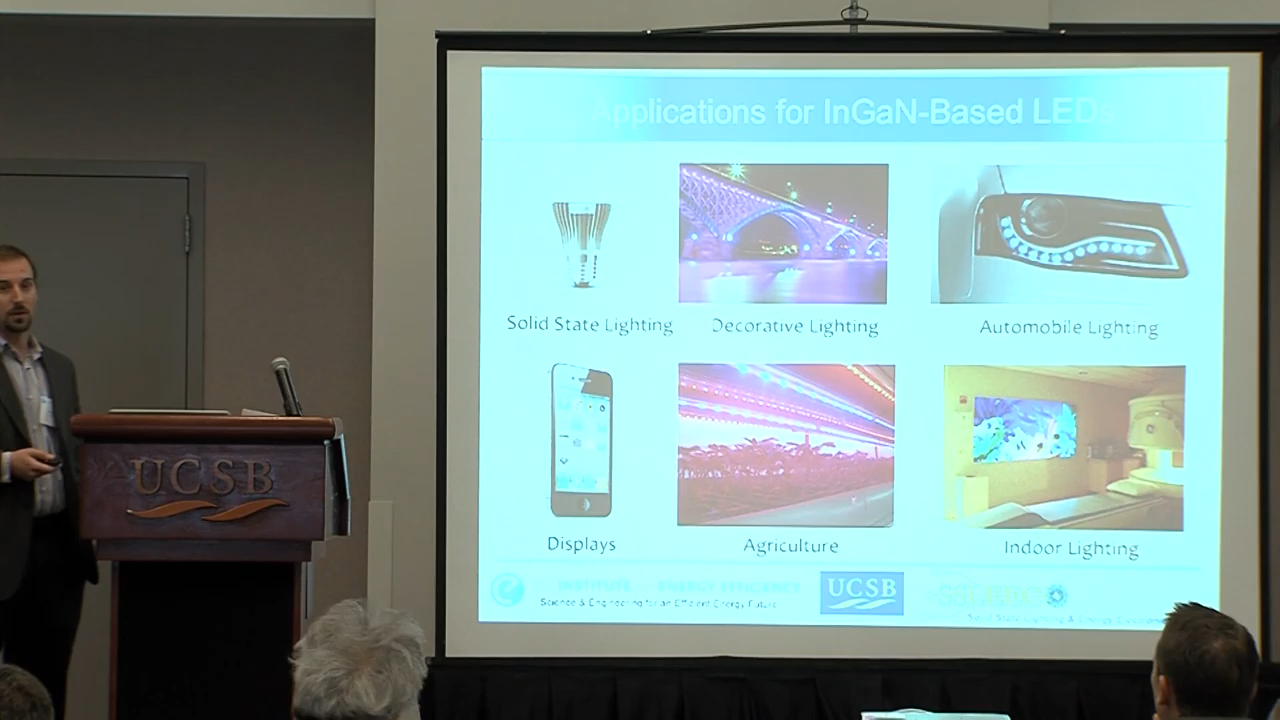 Applications for InGaN-Based LEDs
Solid State Lighting
Decorative Lighting
Automobile Lighting
Displays
Agriculture
Indoor Lighting
INSTITUTE ENERGY EFFICIENCY
Science & Engineering for an Efficient Energy Future
UCSB
Solid State Lighting & Energy
UCSB